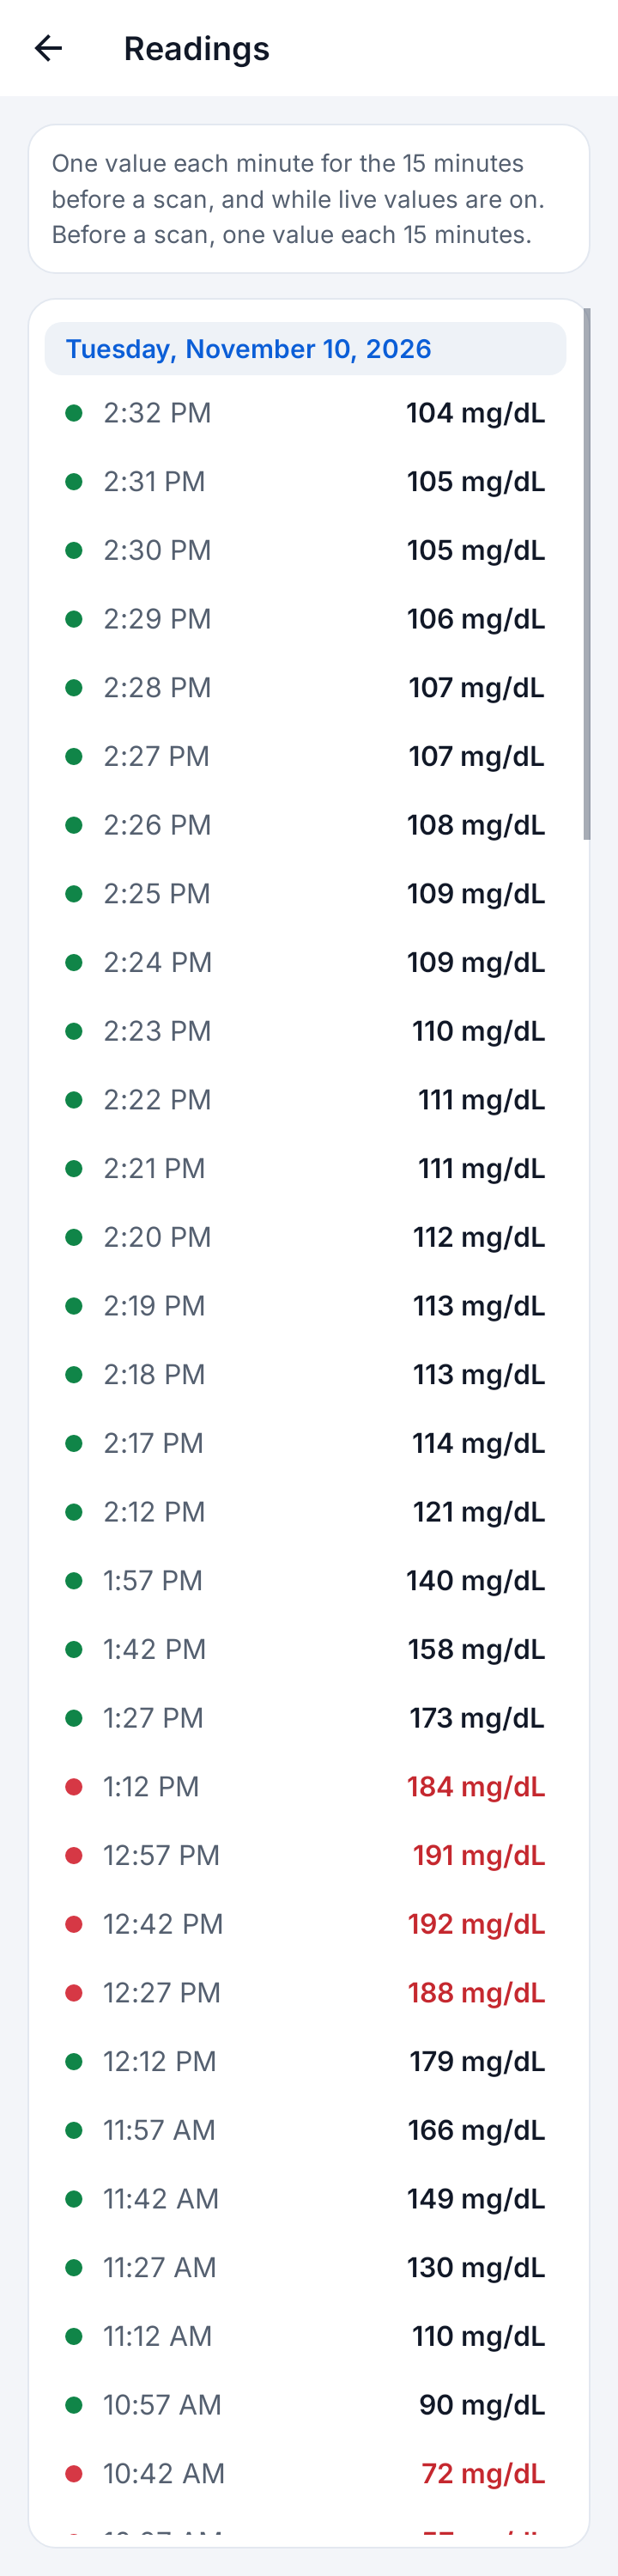 Readings
One value each minute for the 15 minutes
before a scan, and while live values are on.
Before a scan, one value each 15 minutes.
Tuesday, November 10, 2026
2:32 PM 104 mg/dL
2:31 PM 105 mg/dL
2:30 PM 105 mg/dL
2:29 PM 106 mg/dL
2:28 PM 107 mg/dL
2:27 PM 107 mg/dL
2:26 PM 108 mg/dL
2:25 PM 109 mg/dL
2:24 PM 109 mg/dL
2:23 PM 110 mg/dL
2:22 PM 111 mg/dL
2:21 PM 111 mg/dL
2:20 PM 112 mg/dL
2:19 PM 113 mg/dL
2:18 PM 113 mg/dL
2:17 PM 114 mg/dL
2:12 PM 121 mg/dL
1:57 PM 140 mg/dL
1:42 PM 158 mg/dL
1:27 PM 173 mg/dL
1:12 PM 184 mg/dL
12:57 PM 191 mg/dL
12:42 PM 192 mg/dL
12:27 PM 188 mg/dL
12:12 PM 179 mg/dL
11:57 AM 166 mg/dL
11:42 AM 149 mg/dL
11:27 AM 130 mg/dL
11:12 AM 110 mg/dL
10:57 AM 90 mg/dL
10:42 AM 72 mg/dL